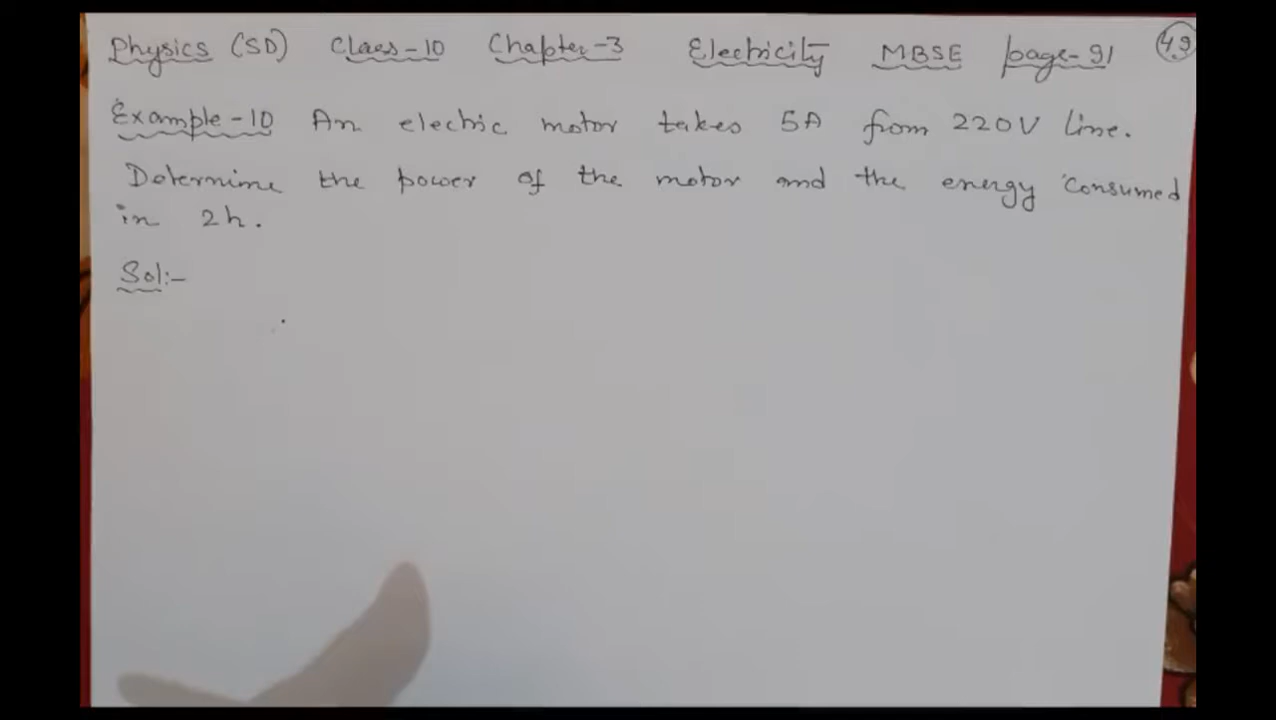 Physics (SD) Class-10 Chapter-3 Electricity MBSE page-91 49
Example-10 An electric motor takes 5A from 220V line.
Determine the power of the motor and the energy consumed
in 2h.
Sol:-